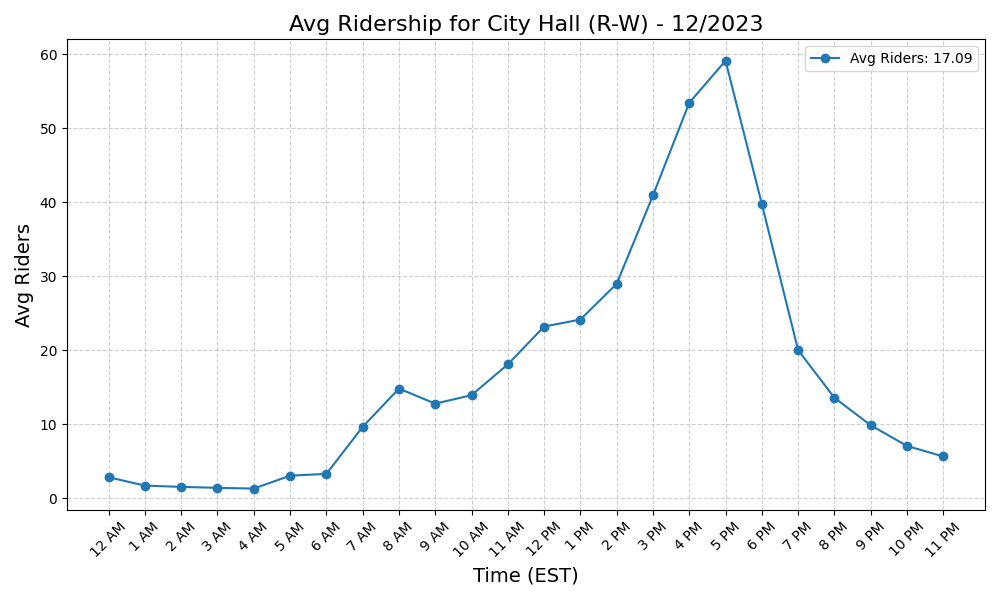 Avg Ridership for City Hall (R-W) - 12/2023
Avg Riders: 17.09
60
50
40
30
20
10
0
Avg Riders
12 AM
1 AM
2 AM
3 AM
4 AM
5 AM
6 AM
7 AM
8 AM
9 AM
10 AM
11 AM
12 PM
1 PM
2 PM
3 PM
4 PM
5 PM
6 PM
7 PM
8 PM
9 PM
10 PM
11 PM
Time (EST)